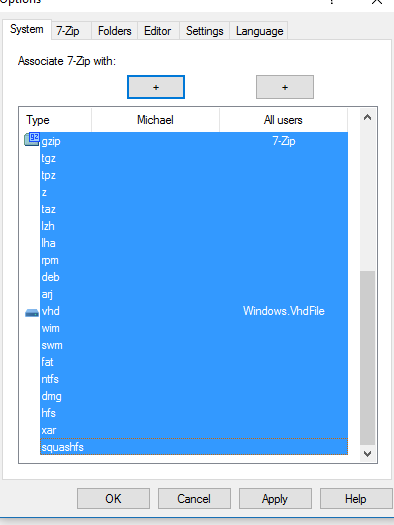 Options ? X
System 7-Zip Folders Editor Settings Language
Associate 7-Zip with:
+ +
Type Michael All users
gzip 7-Zip
tgz
tpz
z
taz
lzh
lha
rpm
deb
arj
vhd Windows.VhdFile
wim
swm
fat
ntfs
dmg
hfs
xar
squashfs
OK Cancel Apply Help